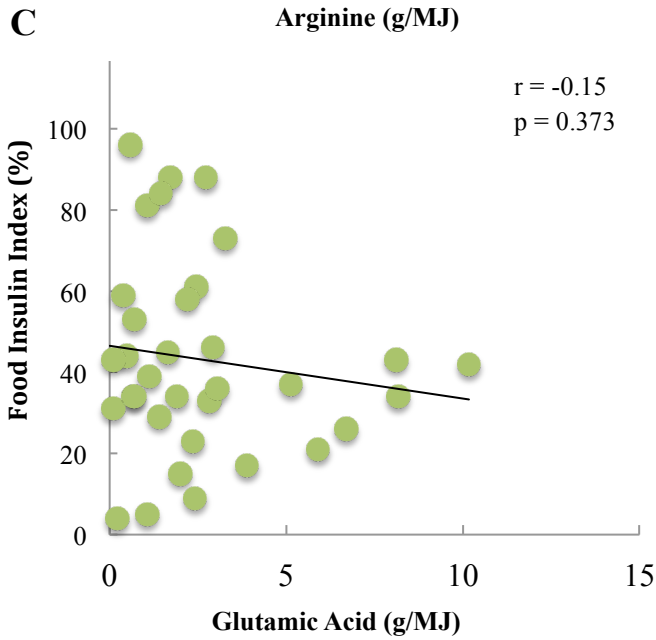 C
Arginine (g/MJ)
r = -0.15
p = 0.373
Food Insulin Index (%)
100
80
60
40
20
0
0 5 10 15
Glutamic Acid (g/MJ)